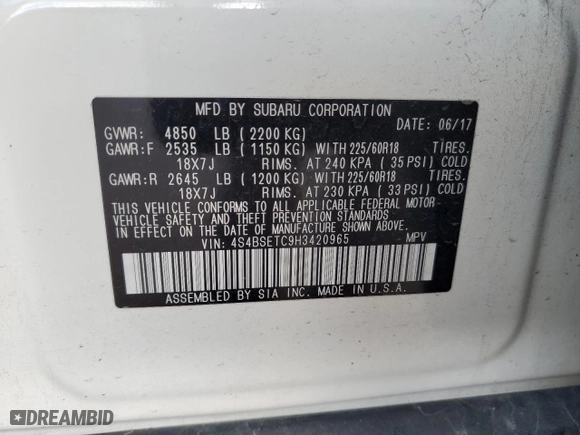 MFD BY SUBARU CORPORATION
DATE: 06/17
GVWR: 4850 LB (2200 KG)
GAWR:F 2535 LB (1150 KG) WITH 225/60R18 TIRES.
18X7J RIMS. AT 240 KPA (35 PSI) COLD
GAWR:R 2645 LB (1200 KG) WITH 225/60R18 TIRES.
18X7J RIMS. AT 230 KPA (33 PSI) COLD
THIS VEHICLE CONFORMS TO ALL APPLICABLE FEDERAL MOTOR
VEHICLE SAFETY AND THEFT PREVENTION STANDARDS
IN EFFECT ON THE DATE OF MANUFACTURE SHOWN ABOVE.
VIN: 4S4BSETC9H3420965 MPV
ASSEMBLED BY SIA INC. MADE IN U.S.A.
DREAMBID